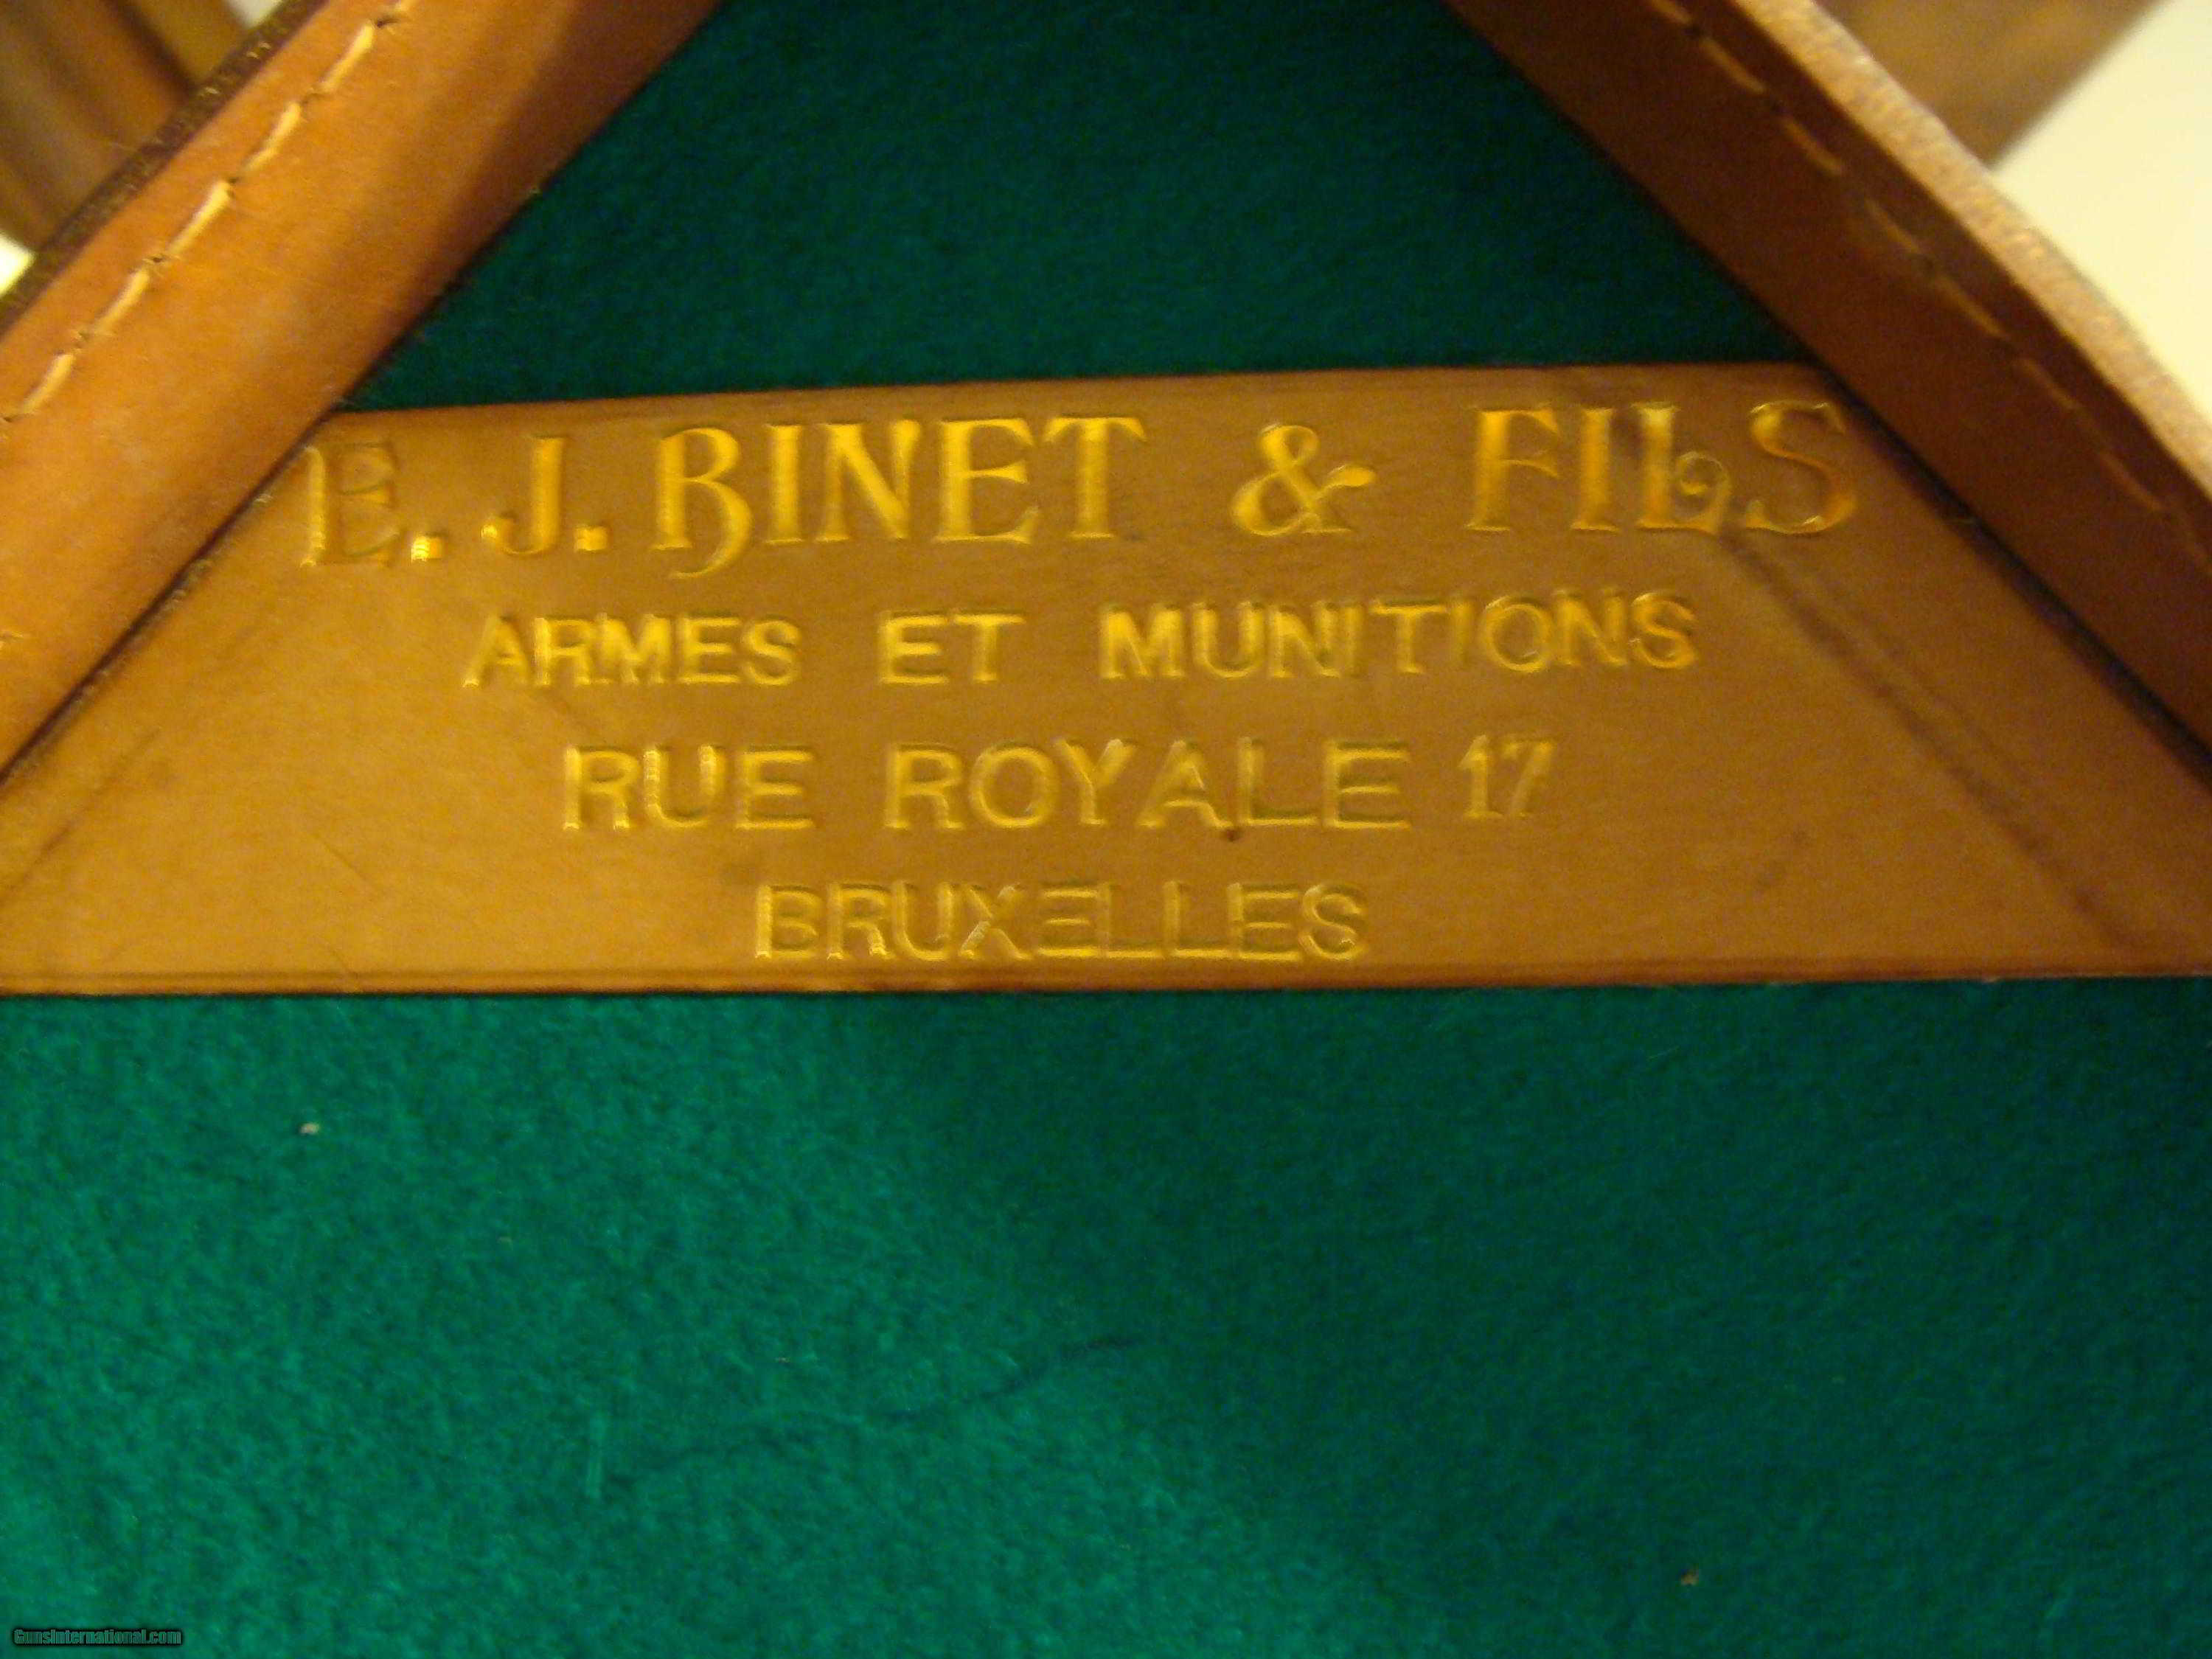 E. J. BINET & FILS
ARMES ET MUNITIONS
RUE ROYALE 17
BRUXELLES
GunsInternational.com